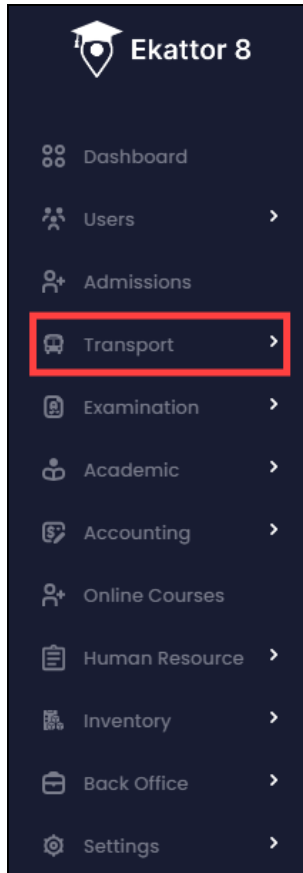 Ekattor 8
Dashboard
Users
Admissions
Transport
Examination
Academic
Accounting
Online Courses
Human Resource
Inventory
Back Office
Settings